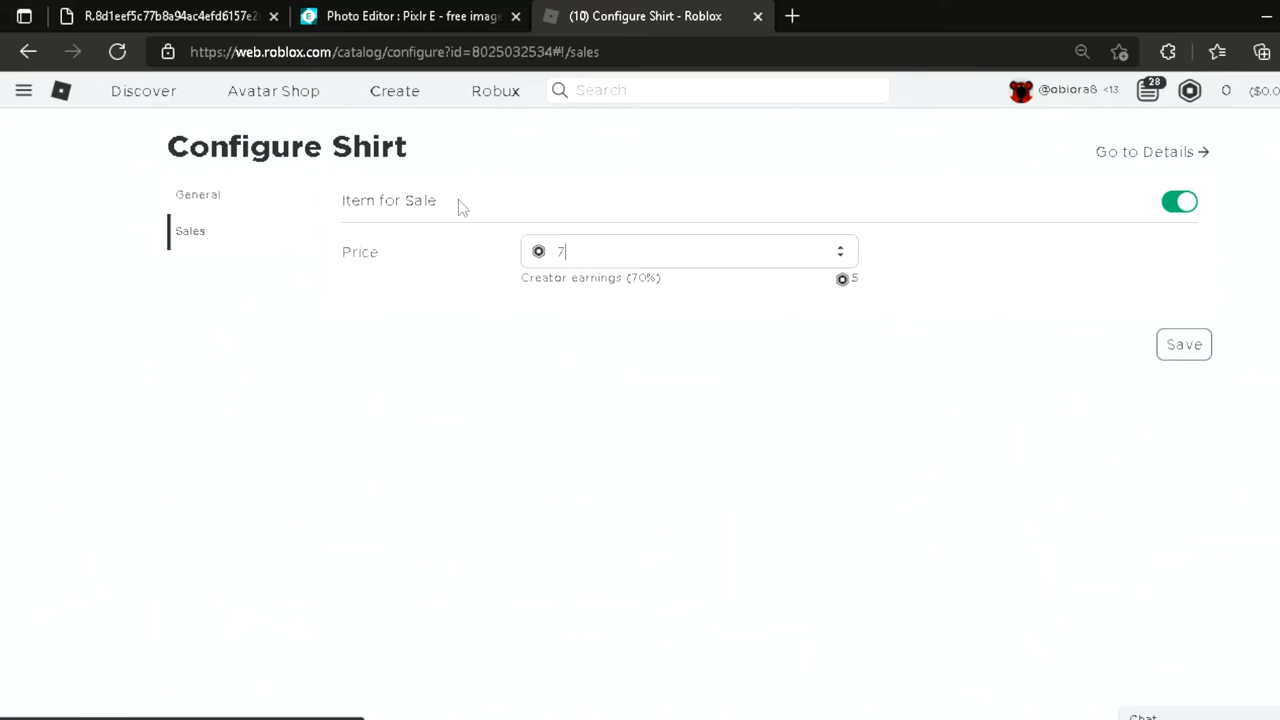 R.8d1eef5c77b8a94ac4efd6157e2
Photo Editor : Pixlr E - free image
(10) Configure Shirt - Roblox
https://web.roblox.com/catalog/configure?id=8025032534#!/sales
Discover
Avatar Shop
Create
Robux
Search
@obiora8 <13
28
0
($0.0
Configure Shirt
Go to Details
General
Item for Sale
Sales
Price
7
Creator earnings (70%)
5
Save
Chat